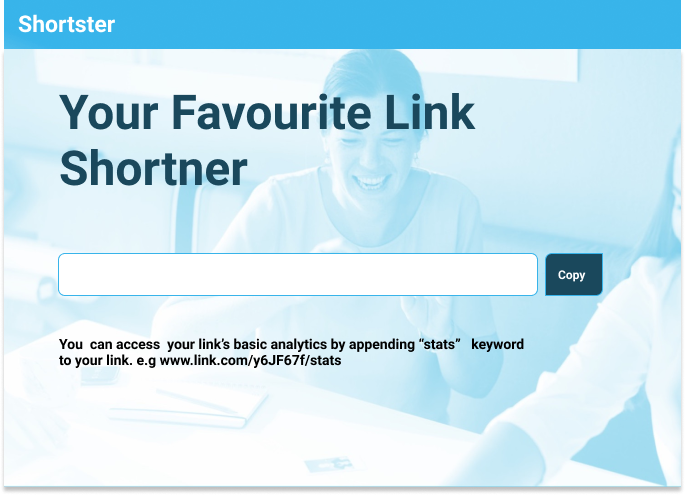 Shortster
Your Favourite Link
Shortner
Copy
You can access your link’s basic analytics by appending “stats” keyword
to your link. e.g www.link.com/y6JF67f/stats